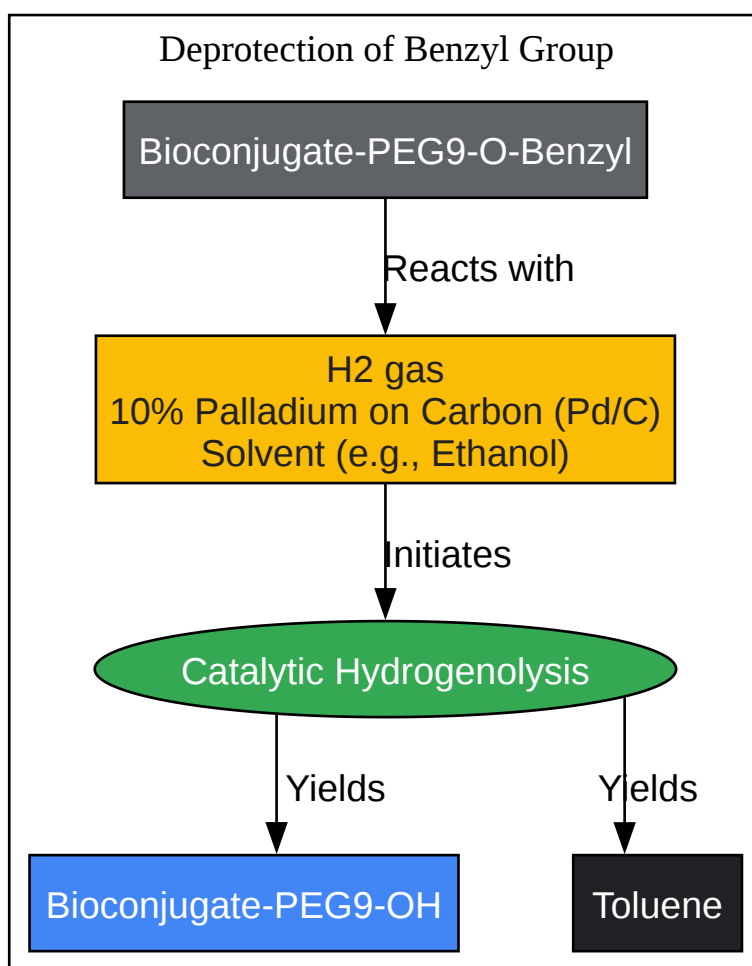 Deprotection of Benzyl Group
Bioconjugate-PEG9-O-Benzyl
Reacts with
H2 gas
10% Palladium on Carbon (Pd/C)
Solvent (e.g., Ethanol)
Initiates
Catalytic Hydrogenolysis
Yields
Yields
Bioconjugate-PEG9-OH
Toluene